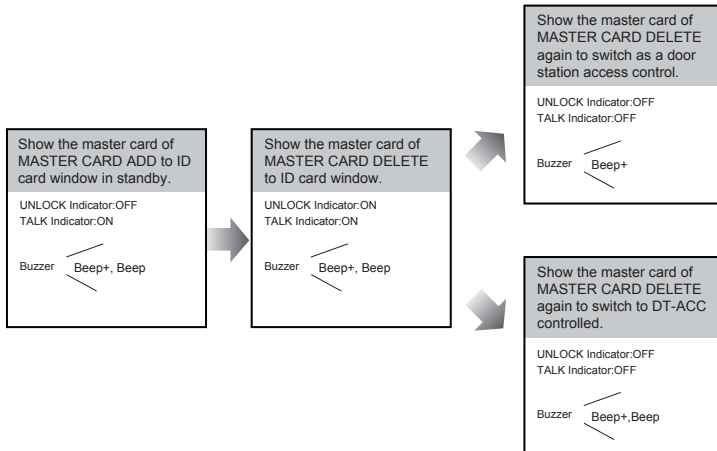 Show the master card of
MASTER CARD ADD to ID
card window in standby.
UNLOCK Indicator:OFF
TALK Indicator:ON
Buzzer Beep+, Beep
Show the master card of
MASTER CARD DELETE
to ID card window.
UNLOCK Indicator:ON
TALK Indicator:ON
Buzzer Beep+, Beep
Show the master card of
MASTER CARD DELETE
again to switch as a door
station access control.
UNLOCK Indicator:OFF
TALK Indicator:OFF
Buzzer Beep+
Show the master card of
MASTER CARD DELETE
again to switch to DT-ACC
controlled.
UNLOCK Indicator:OFF
TALK Indicator:OFF
Buzzer Beep+,Beep